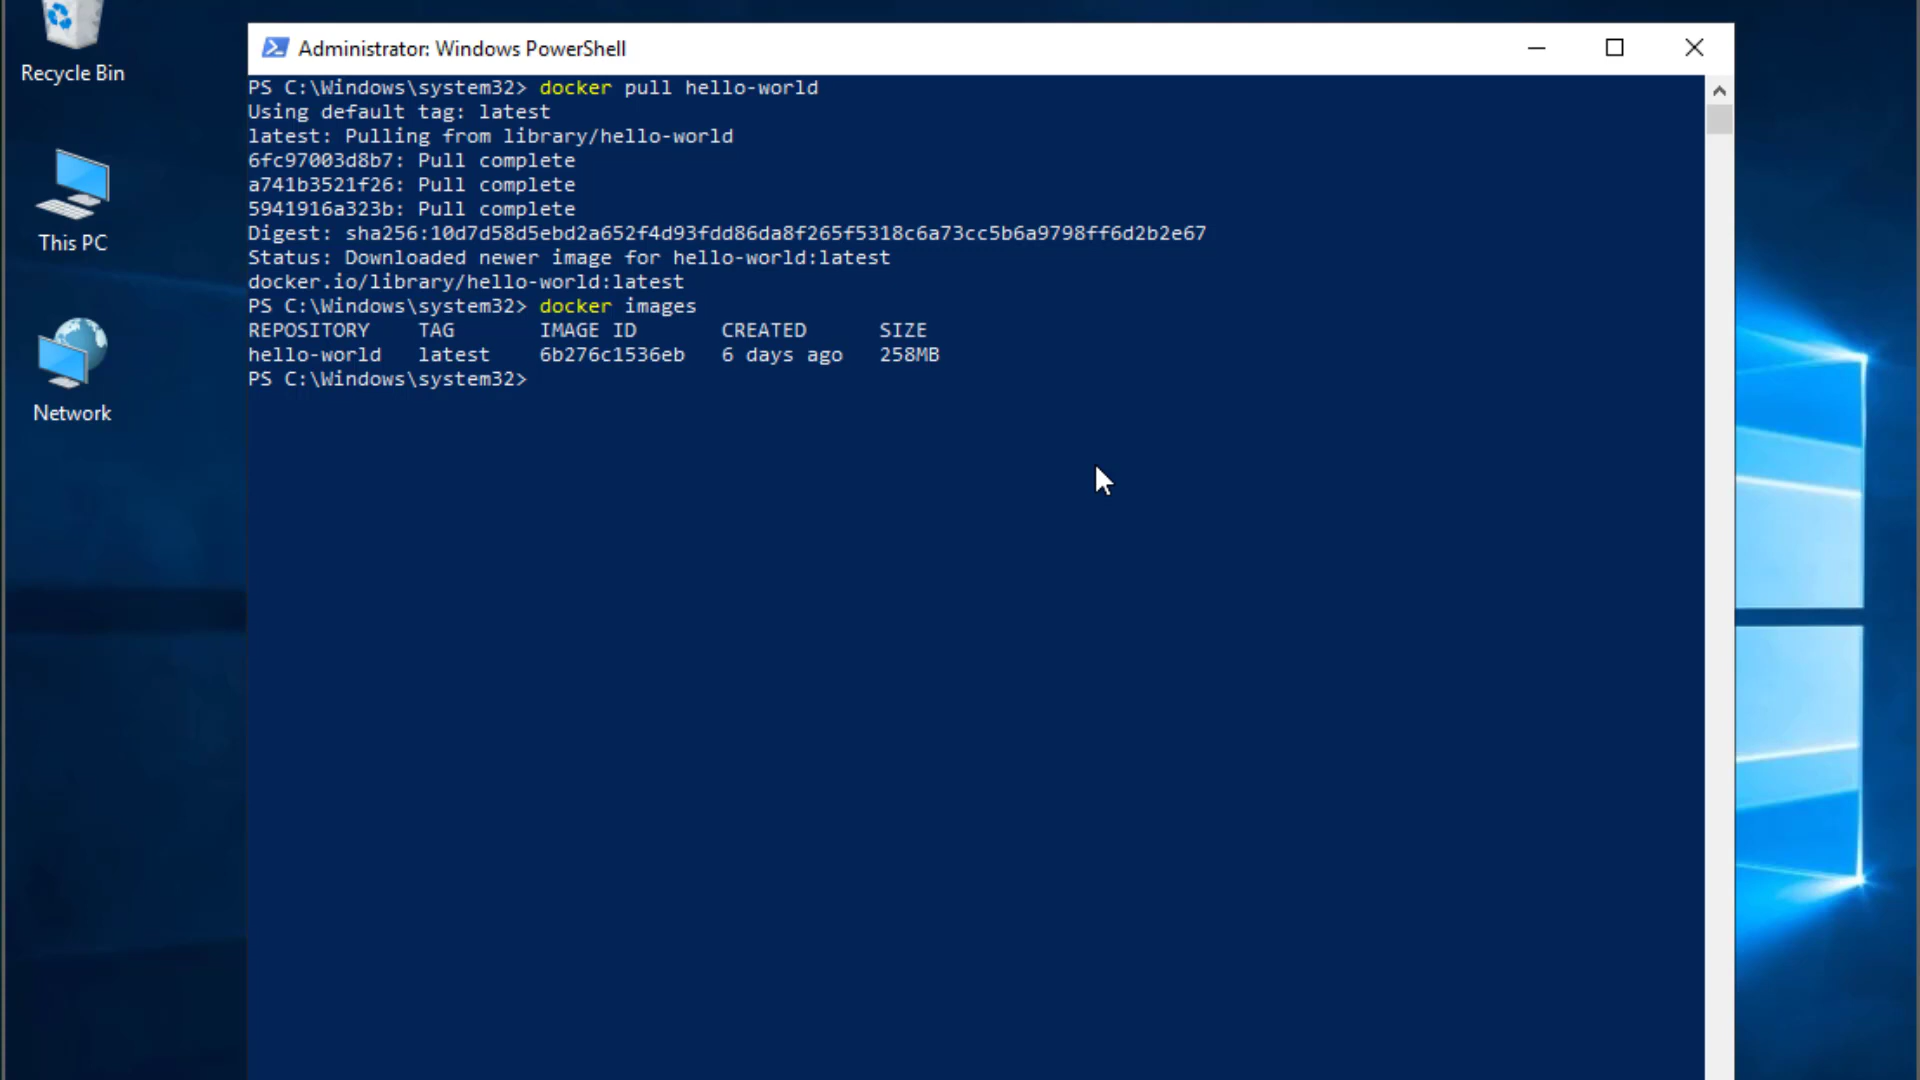 Recycle Bin
This PC
Network
Administrator: Windows PowerShell
PS C:\Windows\system32> docker pull hello-world
Using default tag: latest
latest: Pulling from library/hello-world
6fc97003d8b7: Pull complete
a741b3521f26: Pull complete
5941916a323b: Pull complete
Digest: sha256:10d7d58d5ebd2a652f4d93fdd86da8f265f5318c6a73cc5b6a9798ff6d2b2e67
Status: Downloaded newer image for hello-world:latest
docker.io/library/hello-world:latest
PS C:\Windows\system32> docker images
REPOSITORY    TAG       IMAGE ID       CREATED      SIZE
hello-world   latest    6b276c1536eb   6 days ago   258MB
PS C:\Windows\system32>